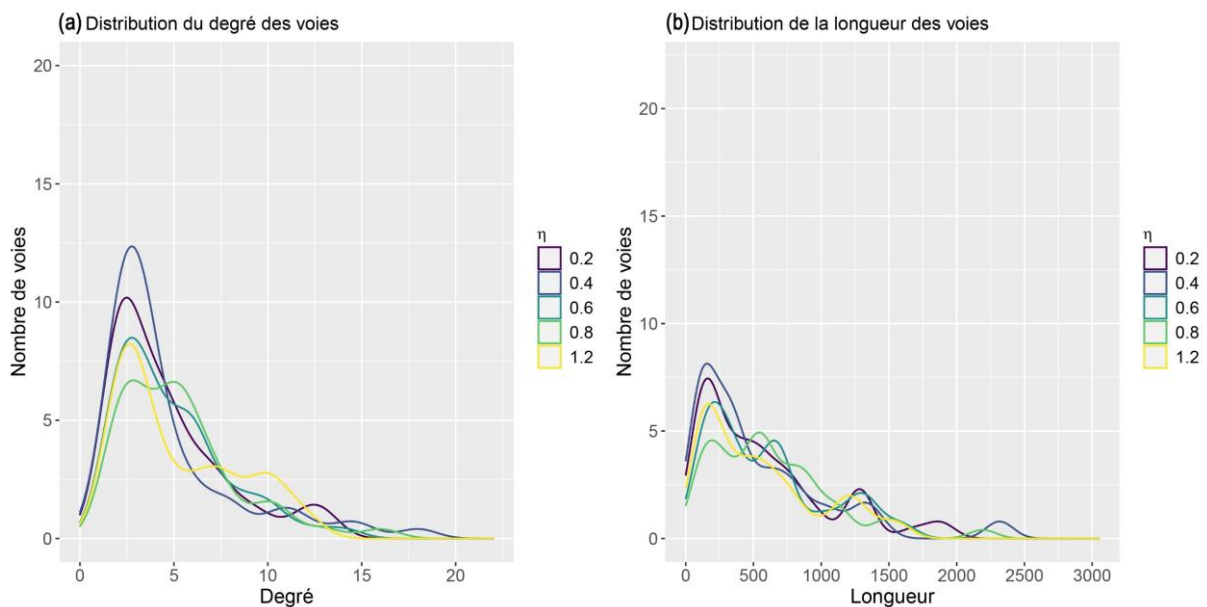 (a) Distribution du degré des voies
20
15
10
5
0
Nombre de voies
0 5 10 15 20
Degré
η
0.2
0.4
0.6
0.8
1.2
(b) Distribution de la longueur des voies
20
15
10
5
0
Nombre de voies
0 500 1000 1500 2000 2500 3000
Longueur
η
0.2
0.4
0.6
0.8
1.2